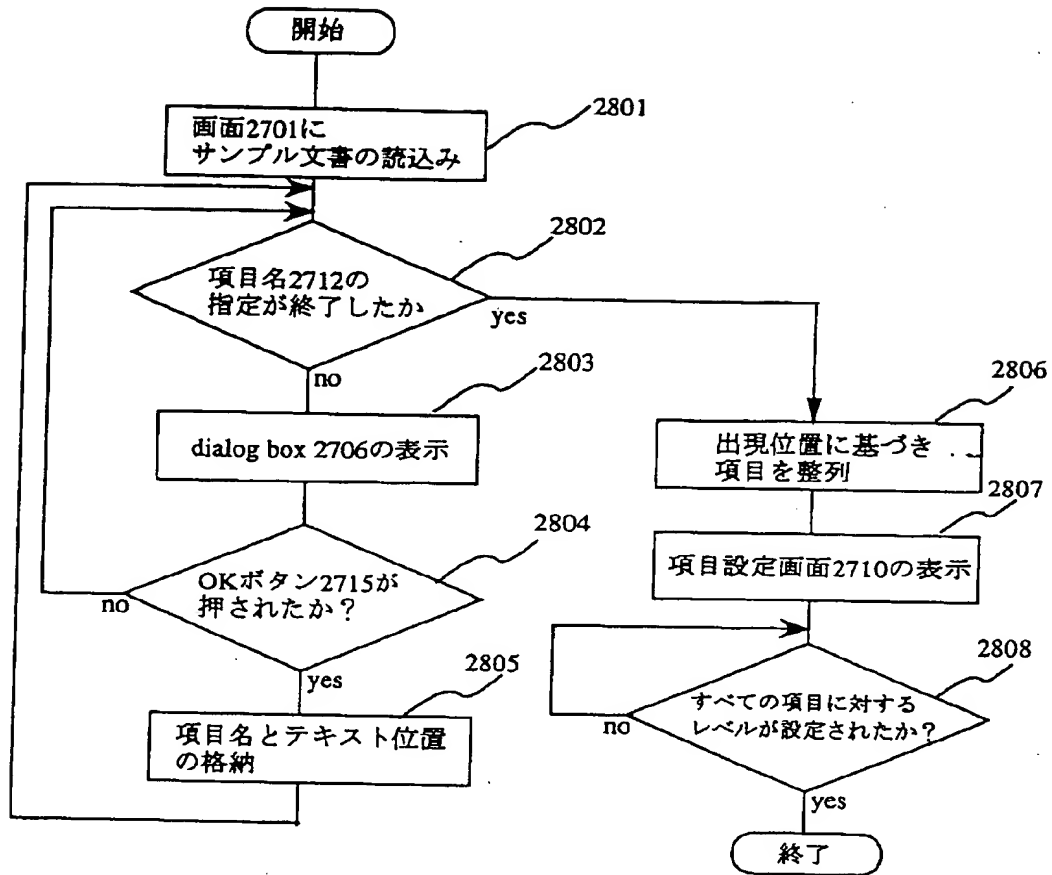 開始
2801
画面2701に
サンプル文書の読込み
2802
項目名2712の
指定が終了したか
yes
no
2803
dialog box 2706の表示
2804
OKボタン2715が
押されたか？
no
yes
2805
項目名とテキスト位置
の格納
2806
出現位置に基づき
項目を整列
2807
項目設定画面2710の表示
2808
すべての項目に対する
レベルが設定されたか？
no
yes
終了